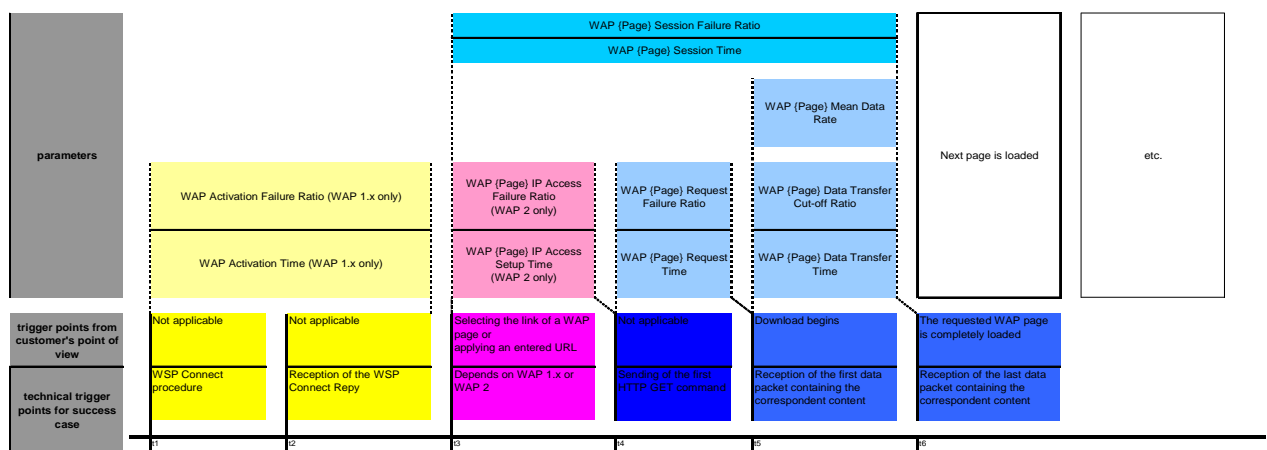 WAP {Page} Session Failure Ratio
WAP {Page} Session Time
WAP {Page} Mean Data
Rate
parameters
Next page is loaded
etc.
WAP Activation Failure Ratio (WAP 1.x only)
WAP {Page} IP Access
Failure Ratio
(WAP 2 only)
WAP {Page} Request
Failure Ratio
WAP {Page} Data Transfer
Cut-off Ratio
WAP Activation Time (WAP 1.x only)
WAP {Page} IP Access
Setup Time
(WAP 2 only)
WAP {Page} Request
Time
WAP {Page} Data Transfer
Time
trigger points from
customer's point of
view
Not applicable
Not applicable
Selecting the link of a WAP
page or
applying an entered URL
Not applicable
Download begins
The requested WAP page
is completely loaded
technical trigger
points for success
case
WSP Connect
procedure
Reception of the WSP
Connect Repy
Depends on WAP 1.x or
WAP 2
Sending of the first
HTTP GET command
Reception of the first data
packet containing the
correspondent content
Reception of the last data
packet containing the
correspondent content
t1
t2
t3
t4
t5
t6